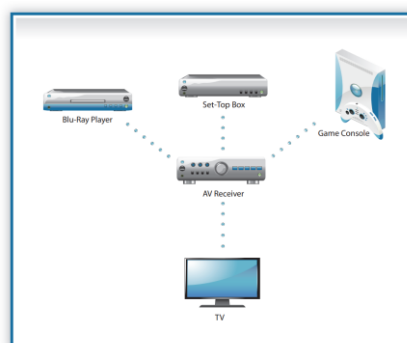 Set-Top Box
Blu-Ray Player
Game Console
AV Receiver
TV